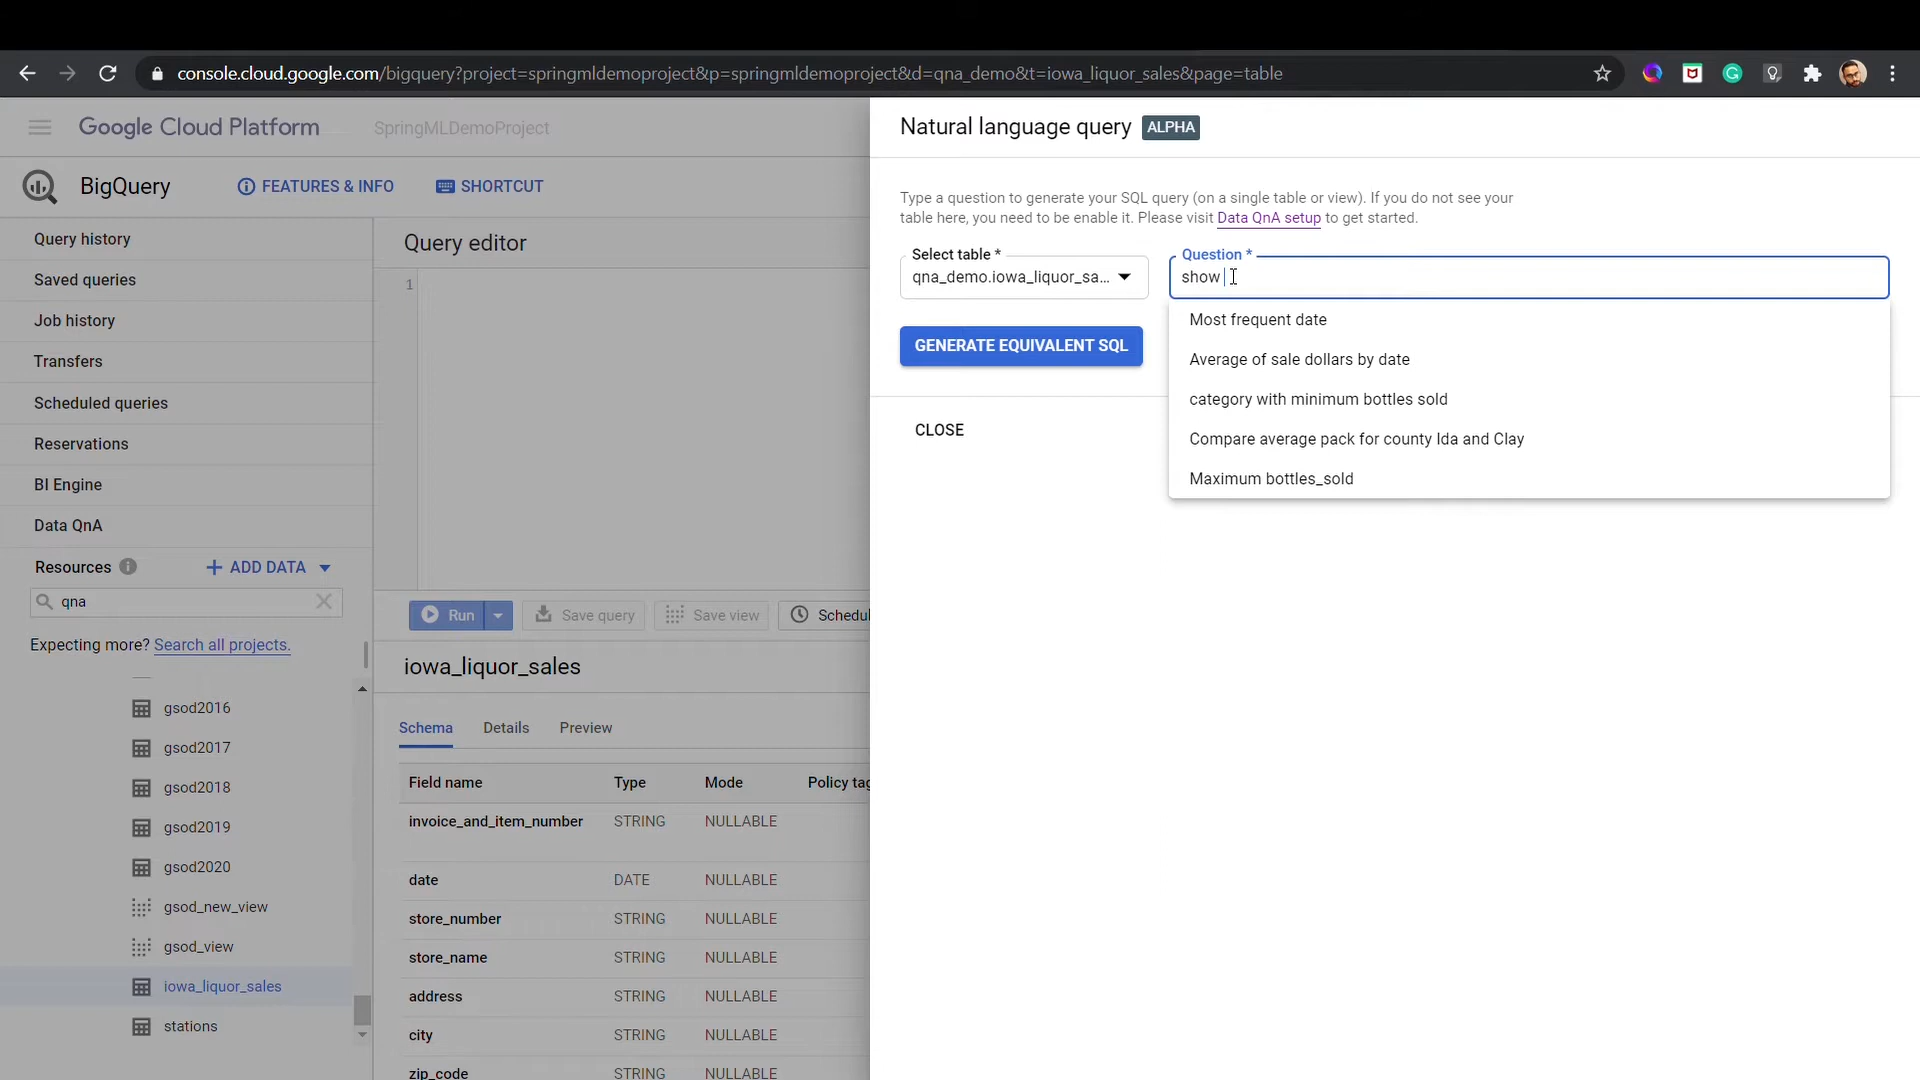 console.cloud.google.com/bigquery?project=springmldemoproject&p=springmldemoproject&d=qna_demo&t=iowa_liquor_sales&page=table
Google Cloud Platform
SpringMLDemoProject
BigQuery
FEATURES & INFO
SHORTCUT
Query history
Saved queries
Job history
Transfers
Scheduled queries
Reservations
BI Engine
Data QnA
Resources
ADD DATA
qna
Expecting more? Search all projects.
gsod2016
gsod2017
gsod2018
gsod2019
gsod2020
gsod_new_view
gsod_view
iowa_liquor_sales
stations
Query editor
1
Run
Save query
Save view
Schedul
iowa_liquor_sales
Schema Details Preview
Field name Type Mode Policy tag
invoice_and_item_number STRING NULLABLE
date DATE NULLABLE
store_number STRING NULLABLE
store_name STRING NULLABLE
address STRING NULLABLE
city STRING NULLABLE
zip_code STRING NULLABLE
Natural language query ALPHA
Type a question to generate your SQL query (on a single table or view). If you do not see your
table here, you need to be enable it. Please visit Data QnA setup to get started.
Select table *
qna_demo.iowa_liquor_sa...
Question *
show
Most frequent date
Average of sale dollars by date
category with minimum bottles sold
Compare average pack for county Ida and Clay
Maximum bottles_sold
GENERATE EQUIVALENT SQL
CLOSE